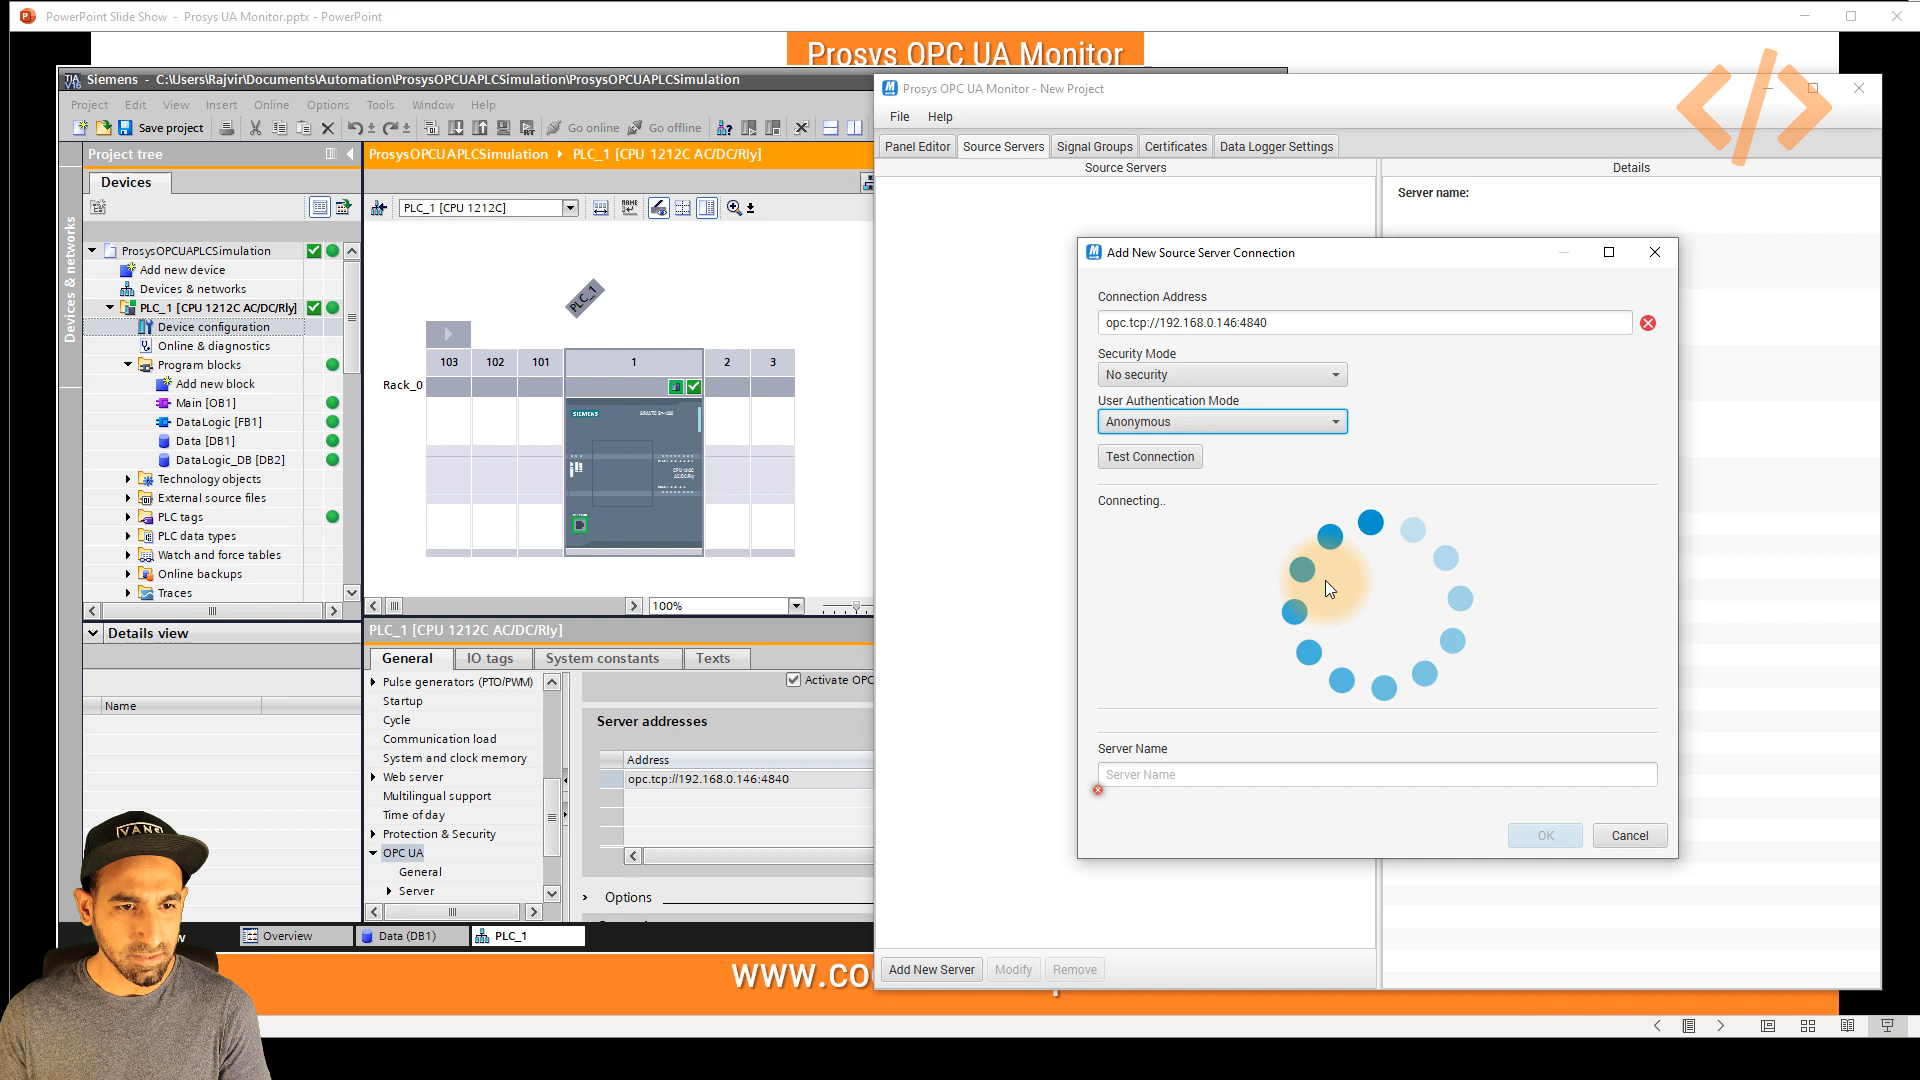 PowerPoint Slide Show - Prosys UA Monitor.pptx - PowerPoint
Prosys OPC UA Monitor
Siemens - C:\Users\Rajvir\Documents\Automation\ProsysOPCUAPLCSimulation\ProsysOPCUAPLCSimulation
Project Edit View Insert Online Options Tools Window Help
Save project
Go online
Go offline
Project tree
Devices
Devices & networks
ProsysOPCUAPLCSimulation
Add new device
Devices & networks
PLC_1 [CPU 1212C AC/DC/Rly]
Device configuration
Online & diagnostics
Program blocks
Add new block
Main [OB1]
DataLogic [FB1]
Data [DB1]
DataLogic_DB [DB2]
Technology objects
External source files
PLC tags
PLC data types
Watch and force tables
Online backups
Traces
Details view
Name
ProsysOPCUAPLCSimulation PLC_1 [CPU 1212C AC/DC/Rly]
PLC_1 [CPU 1212C]
PLC_1
103 102 101 1 2 3
Rack_0
SIEMENS
100%
PLC_1 [CPU 1212C AC/DC/Rly]
General IO tags System constants Texts
Pulse generators (PTO/PWM)
Startup
Cycle
Communication load
System and clock memory
Web server
Multilingual support
Time of day
Protection & Security
OPC UA
General
Server
Activate OPC
Server addresses
Address
opc.tcp://192.168.0.146:4840
Options
Overview
Data (DB1)
PLC_1
Prosys OPC UA Monitor - New Project
File Help
Panel Editor Source Servers Signal Groups Certificates Data Logger Settings
Source Servers
Details
Server name:
Add New Source Server Connection
Connection Address
opc.tcp://192.168.0.146:4840
Security Mode
No security
User Authentication Mode
Anonymous
Test Connection
Connecting..
Server Name
Server Name
OK Cancel
Add New Server Modify Remove
www.co
VANS